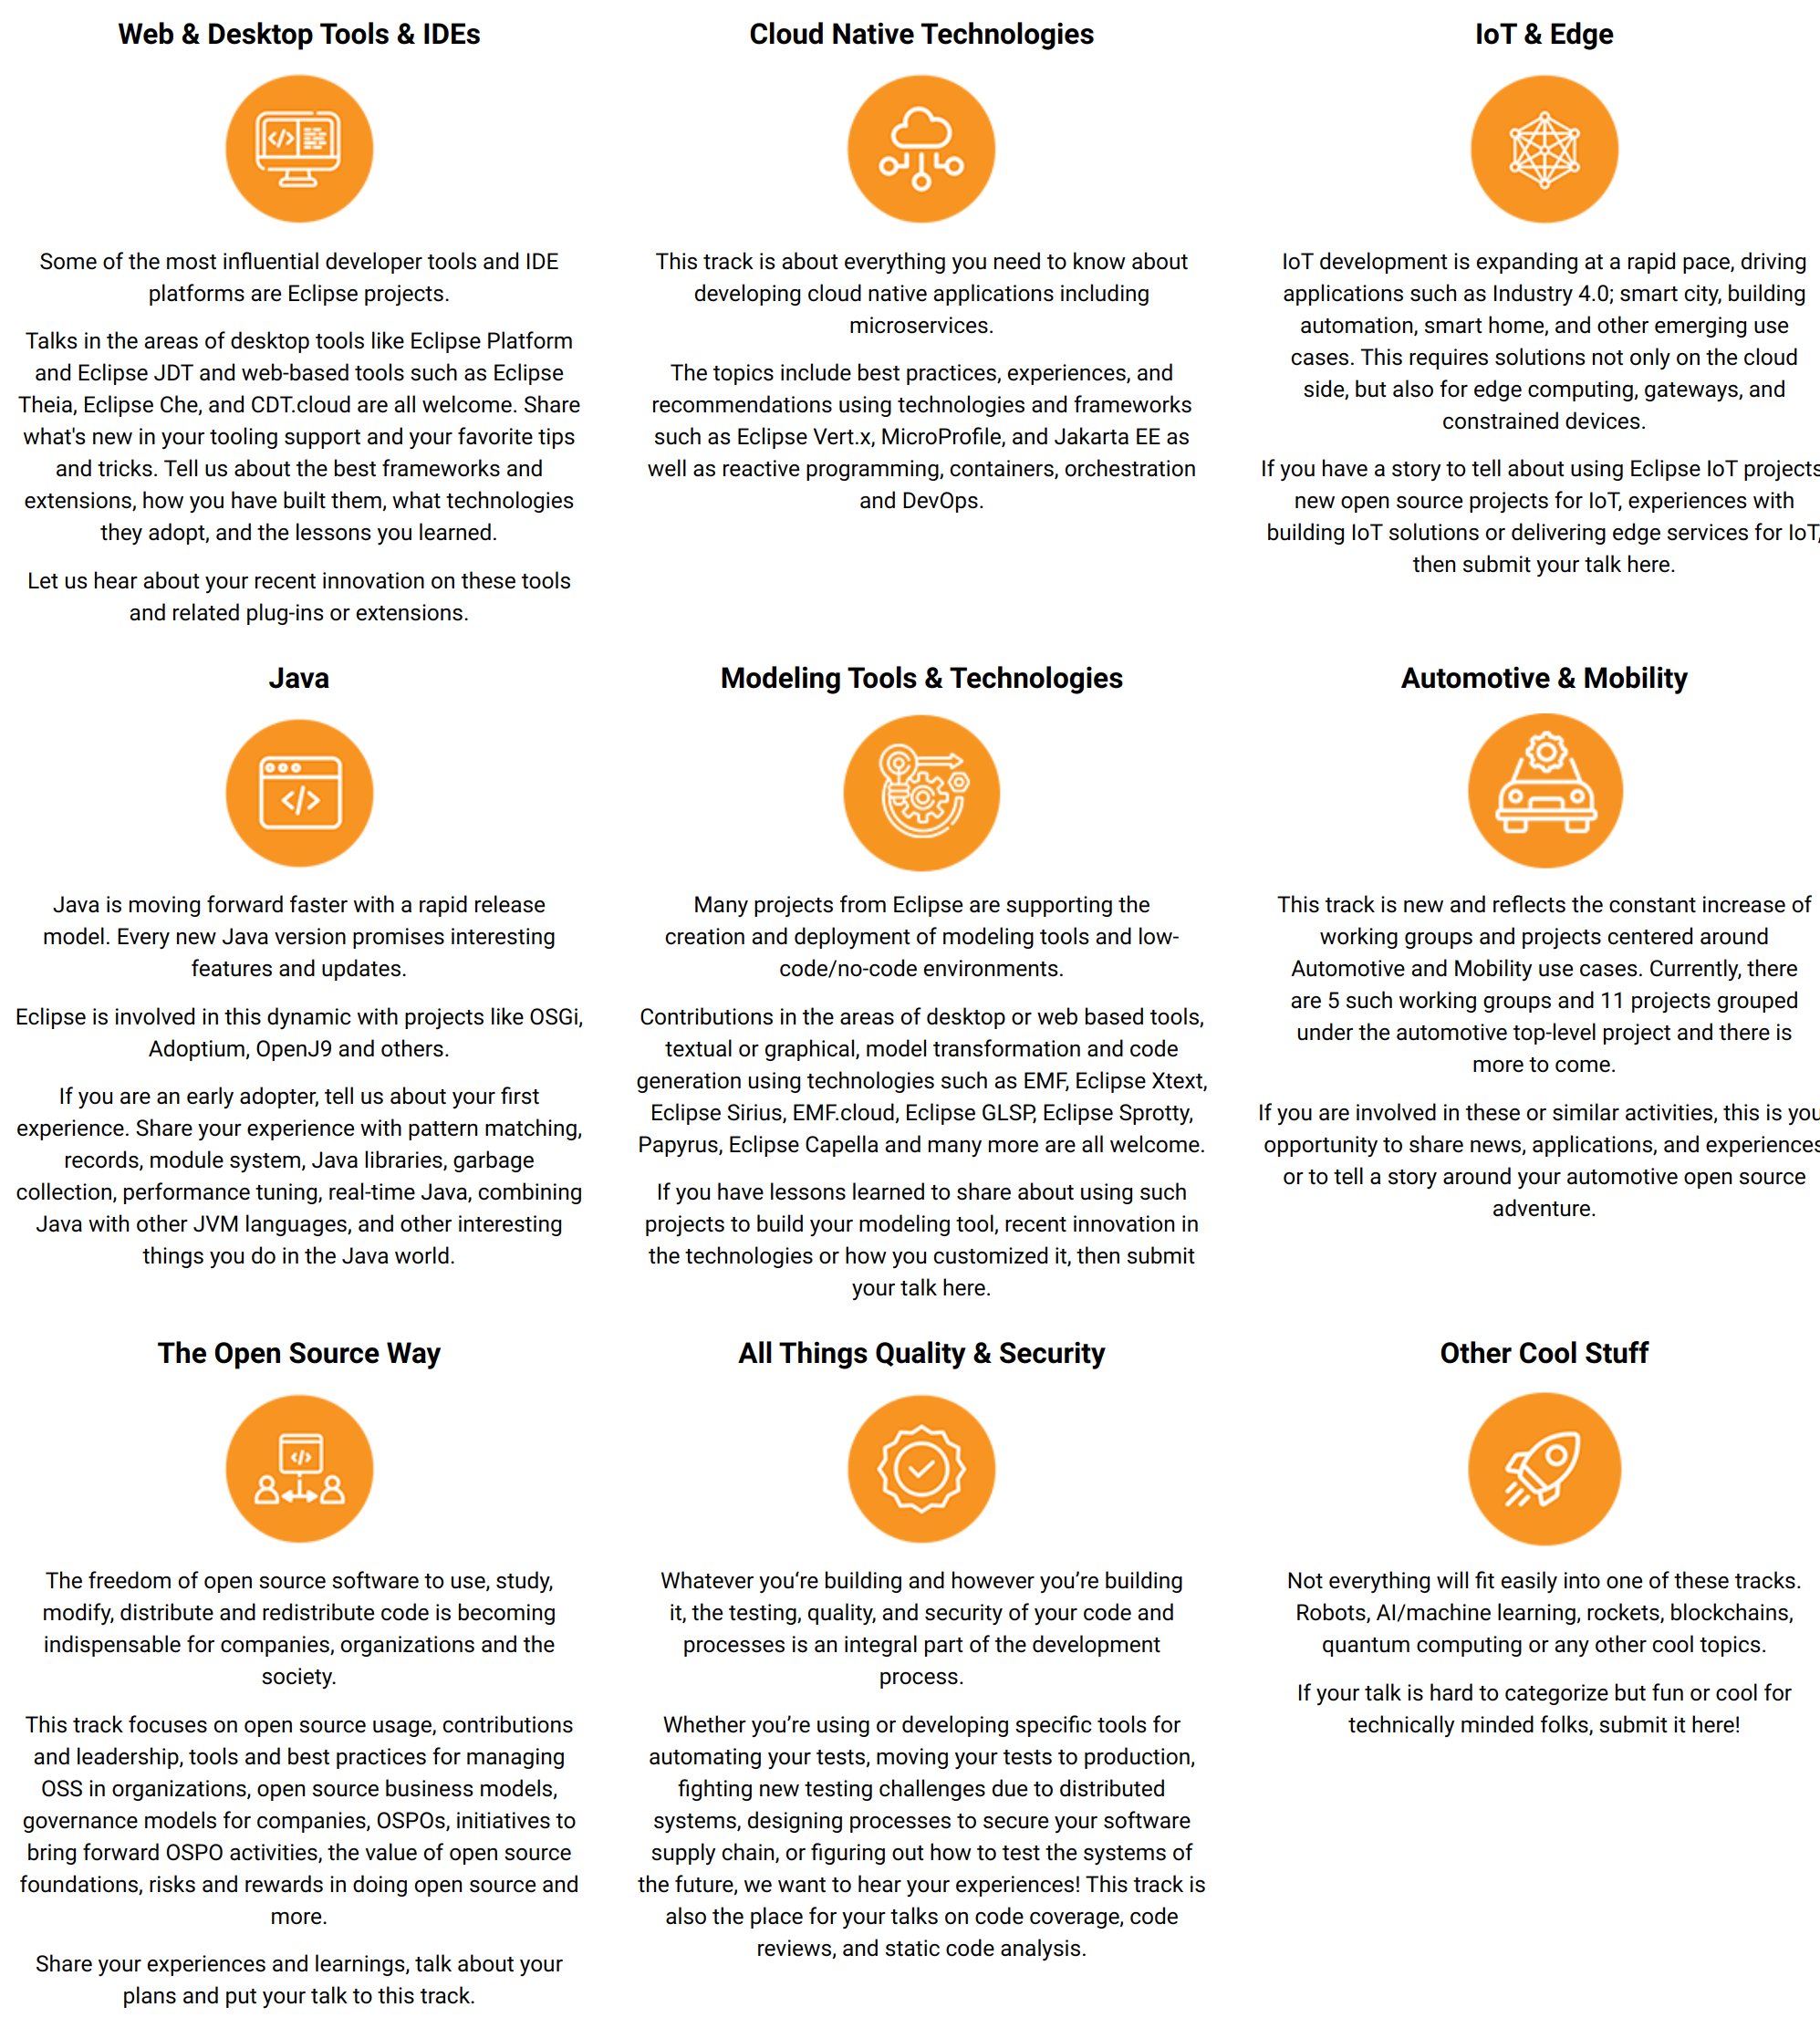 Web & Desktop Tools & IDEs
Some of the most influential developer tools and IDE
platforms are Eclipse projects.
Talks in the areas of desktop tools like Eclipse Platform
and Eclipse JDT and web-based tools such as Eclipse
Theia, Eclipse Che, and CDT.cloud are all welcome. Share
what's new in your tooling support and your favorite tips
and tricks. Tell us about the best frameworks and
extensions, how you have built them, what technologies
they adopt, and the lessons you learned.
Let us hear about your recent innovation on these tools
and related plug-ins or extensions.
Cloud Native Technologies
This track is about everything you need to know about
developing cloud native applications including
microservices.
The topics include best practices, experiences, and
recommendations using technologies and frameworks
such as Eclipse Vert.x, MicroProfile, and Jakarta EE as
well as reactive programming, containers, orchestration
and DevOps.
IoT & Edge
IoT development is expanding at a rapid pace, driving
applications such as Industry 4.0; smart city, building
automation, smart home, and other emerging use
cases. This requires solutions not only on the cloud
side, but also for edge computing, gateways, and
constrained devices.
If you have a story to tell about using Eclipse IoT projects
new open source projects for IoT, experiences with
building IoT solutions or delivering edge services for IoT,
then submit your talk here.
Java
Java is moving forward faster with a rapid release
model. Every new Java version promises interesting
features and updates.
Eclipse is involved in this dynamic with projects like OSGi,
Adoptium, OpenJ9 and others.
If you are an early adopter, tell us about your first
experience. Share your experience with pattern matching,
records, module system, Java libraries, garbage
collection, performance tuning, real-time Java, combining
Java with other JVM languages, and other interesting
things you do in the Java world.
Modeling Tools & Technologies
Many projects from Eclipse are supporting the
creation and deployment of modeling tools and low-
code/no-code environments.
Contributions in the areas of desktop or web based tools,
textual or graphical, model transformation and code
generation using technologies such as EMF, Eclipse Xtext,
Eclipse Sirius, EMF.cloud, Eclipse GLSP, Eclipse Sprotty,
Papyrus, Eclipse Capella and many more are all welcome.
If you have lessons learned to share about using such
projects to build your modeling tool, recent innovation in
the technologies or how you customized it, then submit
your talk here.
Automotive & Mobility
This track is new and reflects the constant increase of
working groups and projects centered around
Automotive and Mobility use cases. Currently, there
are 5 such working groups and 11 projects grouped
under the automotive top-level project and there is
more to come.
If you are involved in these or similar activities, this is you
opportunity to share news, applications, and experiences
or to tell a story around your automotive open source
adventure.
The Open Source Way
The freedom of open source software to use, study,
modify, distribute and redistribute code is becoming
indispensable for companies, organizations and the
society.
This track focuses on open source usage, contributions
and leadership, tools and best practices for managing
OSS in organizations, open source business models,
governance models for companies, OSPOs, initiatives to
bring forward OSPO activities, the value of open source
foundations, risks and rewards in doing open source and
more.
Share your experiences and learnings, talk about your
plans and put your talk to this track.
All Things Quality & Security
Whatever you‘re building and however you’re building
it, the testing, quality, and security of your code and
processes is an integral part of the development
process.
Whether you’re using or developing specific tools for
automating your tests, moving your tests to production,
fighting new testing challenges due to distributed
systems, designing processes to secure your software
supply chain, or figuring out how to test the systems of
the future, we want to hear your experiences! This track is
also the place for your talks on code coverage, code
reviews, and static code analysis.
Other Cool Stuff
Not everything will fit easily into one of these tracks.
Robots, AI/machine learning, rockets, blockchains,
quantum computing or any other cool topics.
If your talk is hard to categorize but fun or cool for
technically minded folks, submit it here!